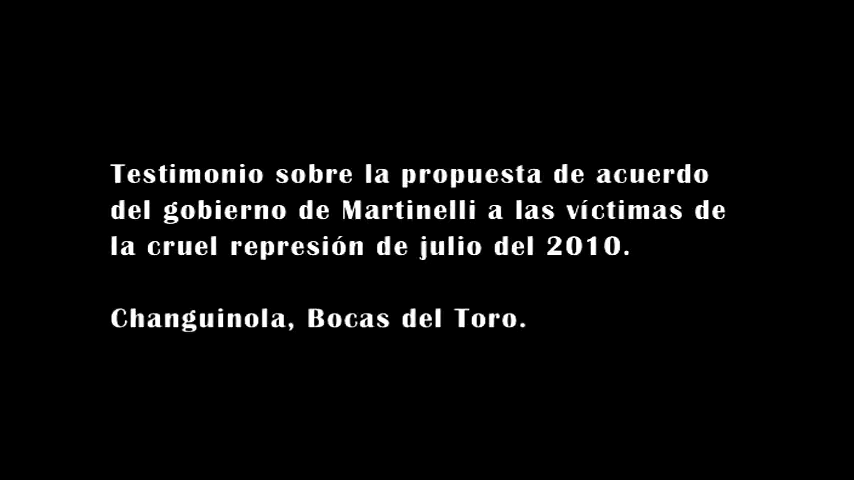 Testimonio sobre la propuesta de acuerdo
del gobierno de Martinelli a las víctimas de
la cruel represión de julio del 2010.
Changuinola, Bocas del Toro.